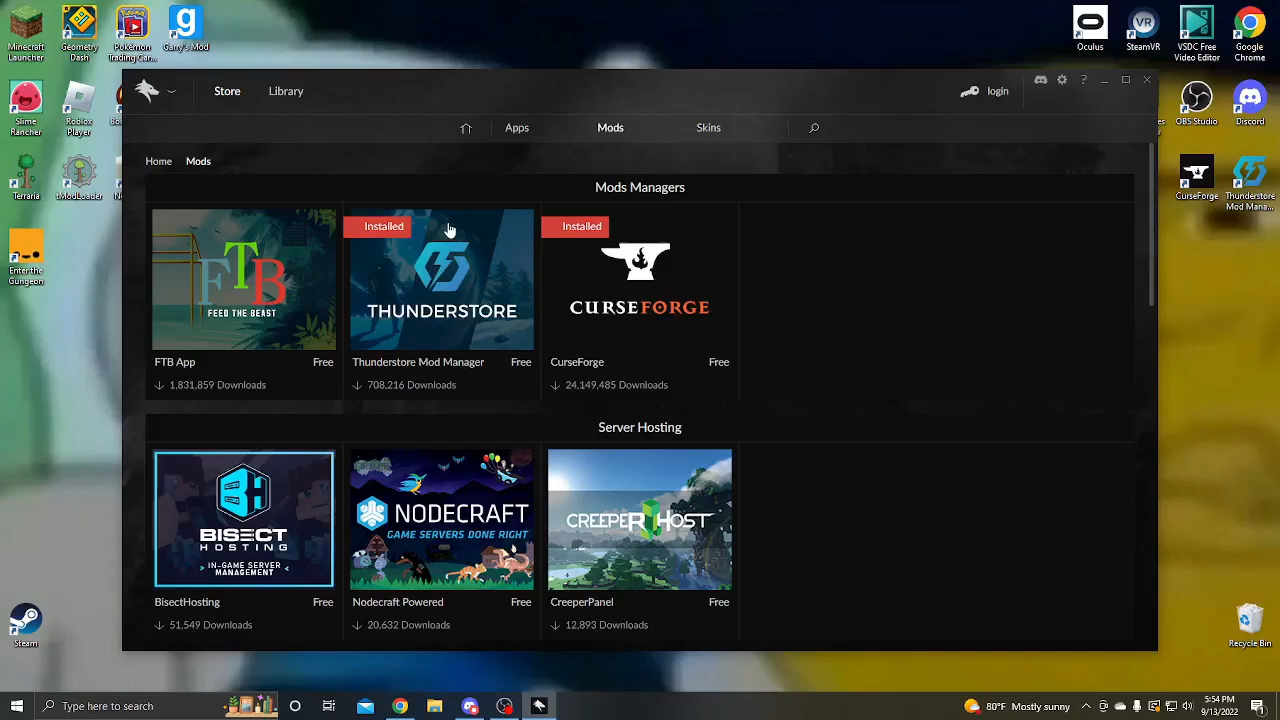 Minecraft
Launcher
Geometry
Dash
Pokémon
Trading Car...
Garry's Mod
Oculus
SteamVR
VSDC Free
Video Editor
Google
Chrome
Store
Library
login
Slime
Rancher
Roblox
Player
OBS Studio
Discord
Apps
Mods
Skins
Home
Mods
Terraria
tModLoader
CurseForge
Thunderstore
Mod Mana...
Mods Managers
Installed
Installed
FTB
FEED THE BEAST
THUNDERSTORE
CURSEFORGE
Enter the
Gungeon
FTB App
Free
Thunderstore Mod Manager
Free
CurseForge
Free
1,831,859 Downloads
708,216 Downloads
24,149,485 Downloads
Server Hosting
BISECT
HOSTING
IN-GAME SERVER
MANAGEMENT
NODECRAFT
GAME SERVERS DONE RIGHT
CREEPERHOST
BisectHosting
Free
Nodecraft Powered
Free
CreeperPanel
Free
51,549 Downloads
20,632 Downloads
12,893 Downloads
Steam
Recycle Bin
Type here to search
80°F Mostly sunny
5:54 PM
9/13/2022